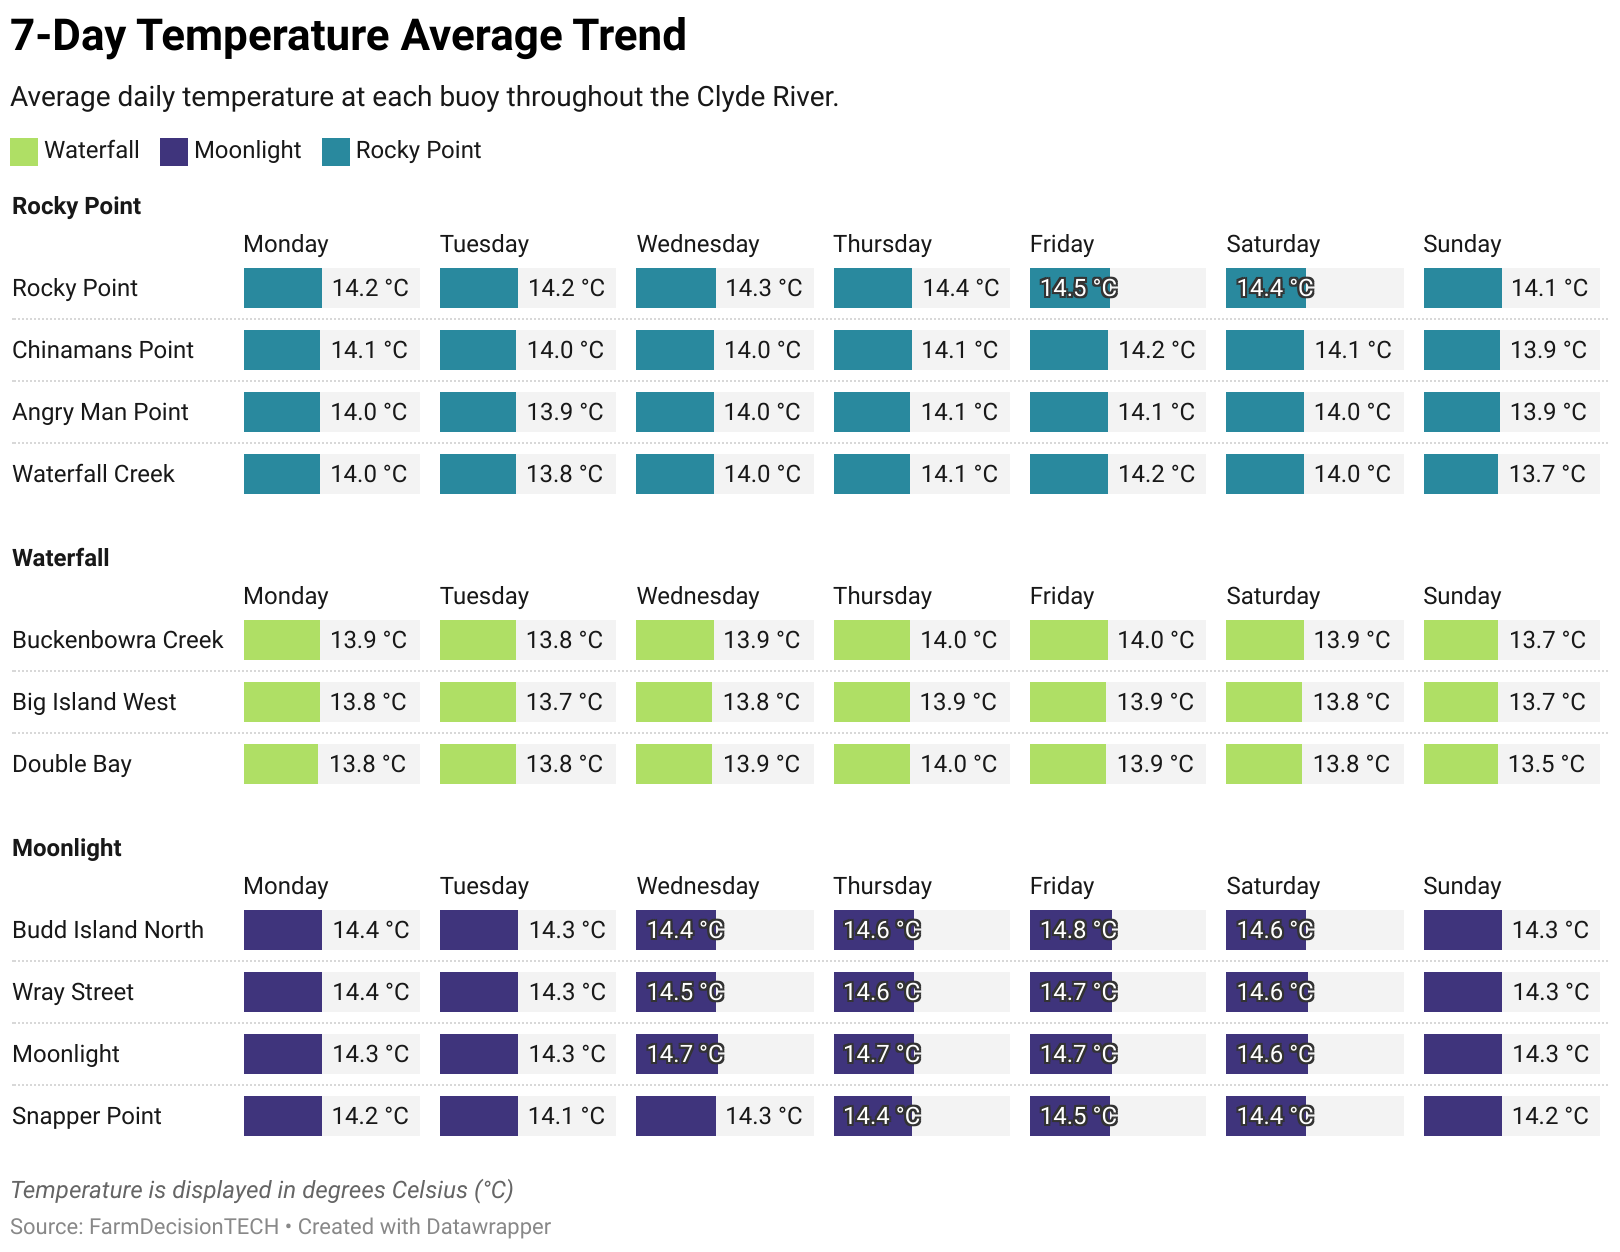 7-Day Temperature Average Trend
Average daily temperature at each buoy throughout the Clyde River.
Waterfall Moonlight Rocky Point
Rocky Point
Monday Tuesday Wednesday Thursday Friday Saturday Sunday
Rocky Point 14.2 °C 14.2 °C 14.3 °C 14.4 °C 14.5 °C 14.4 °C 14.1 °C
Chinamans Point 14.1 °C 14.0 °C 14.0 °C 14.1 °C 14.2 °C 14.1 °C 13.9 °C
Angry Man Point 14.0 °C 13.9 °C 14.0 °C 14.1 °C 14.1 °C 14.0 °C 13.9 °C
Waterfall Creek 14.0 °C 13.8 °C 14.0 °C 14.1 °C 14.2 °C 14.0 °C 13.7 °C
Waterfall
Monday Tuesday Wednesday Thursday Friday Saturday Sunday
Buckenbowra Creek 13.9 °C 13.8 °C 13.9 °C 14.0 °C 14.0 °C 13.9 °C 13.7 °C
Big Island West 13.8 °C 13.7 °C 13.8 °C 13.9 °C 13.9 °C 13.8 °C 13.7 °C
Double Bay 13.8 °C 13.8 °C 13.9 °C 14.0 °C 13.9 °C 13.8 °C 13.5 °C
Moonlight
Monday Tuesday Wednesday Thursday Friday Saturday Sunday
Budd Island North 14.4 °C 14.3 °C 14.4 °C 14.6 °C 14.8 °C 14.6 °C 14.3 °C
Wray Street 14.4 °C 14.3 °C 14.5 °C 14.6 °C 14.7 °C 14.6 °C 14.3 °C
Moonlight 14.3 °C 14.3 °C 14.7 °C 14.7 °C 14.7 °C 14.6 °C 14.3 °C
Snapper Point 14.2 °C 14.1 °C 14.3 °C 14.4 °C 14.5 °C 14.4 °C 14.2 °C
Temperature is displayed in degrees Celsius (°C)
Source: FarmDecisionTECH • Created with Datawrapper